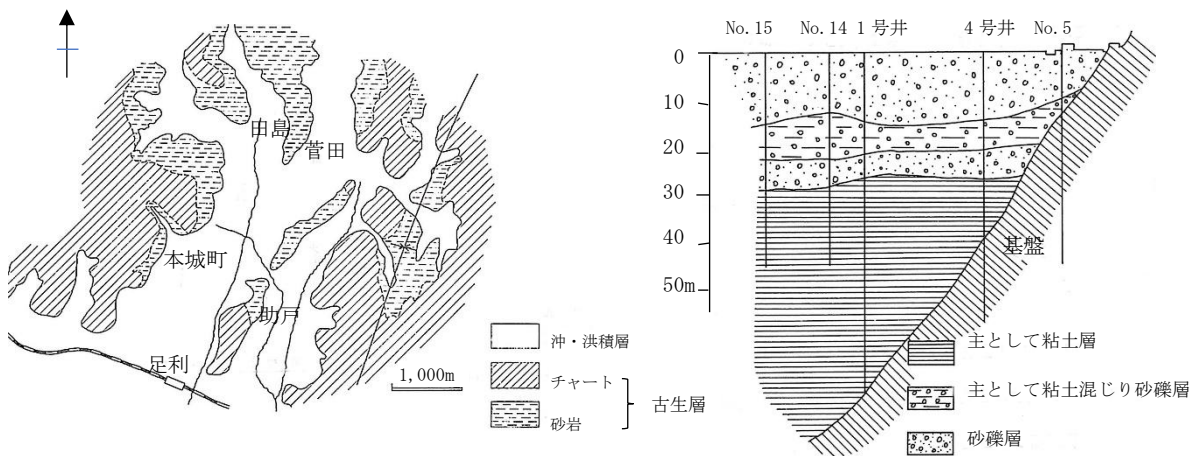 由島
菅田
本城町
助戸
足利
1,000m
沖・洪積層
チャート
砂岩
古生層
No.15 No.14 1号井 4号井 No.5
0
10
20
30
40
50m
基盤
主として粘土層
主として粘土混じり砂礫層
砂礫層